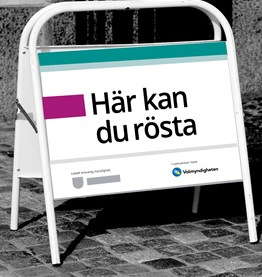 Här kan
du rösta
Valmyndigheten